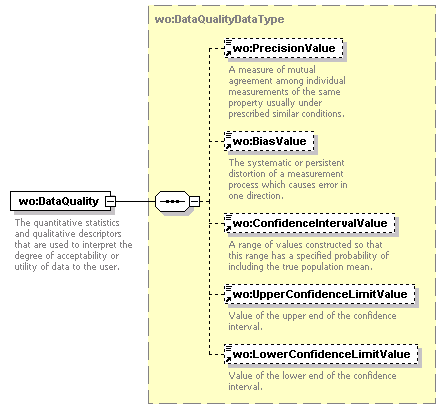 wo:DataQualityDataType
wo:PrecisionValue
A measure of mutual
agreement among individual
measurements of the same
property usually under
prescribed similar conditions.
wo:BiasValue
The systematic or persistent
distortion of a measurement
process which causes error in
one direction.
wo:DataQuality
The quantitative statistics
and qualitative descriptors
that are used to interpret the
degree of acceptability or
utility of data to the user.
wo:ConfidenceIntervalValue
A range of values constructed so that
this range has a specified probability of
including the true population mean.
wo:UpperConfidenceLimitValue
Value of the upper end of the confidence
interval.
wo:LowerConfidenceLimitValue
Value of the lower end of the confidence
interval.